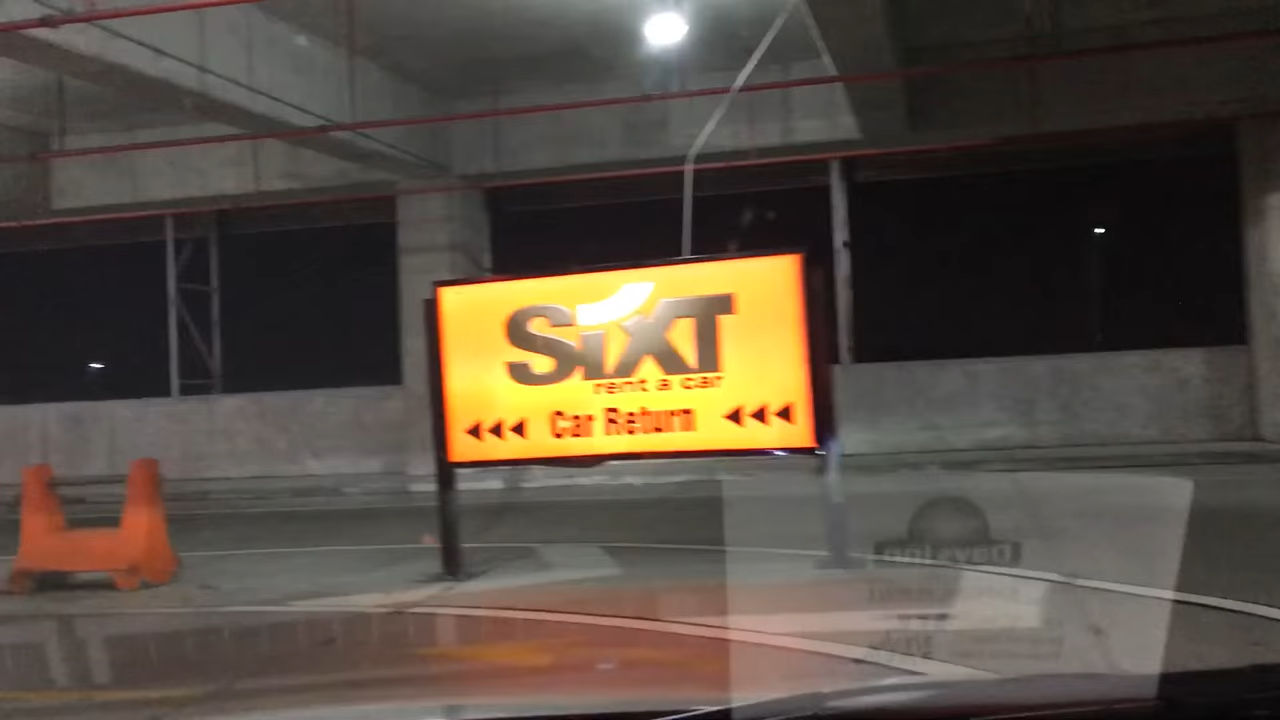 SiXT
rent a car
◀◀◀ Car Return ◀◀◀